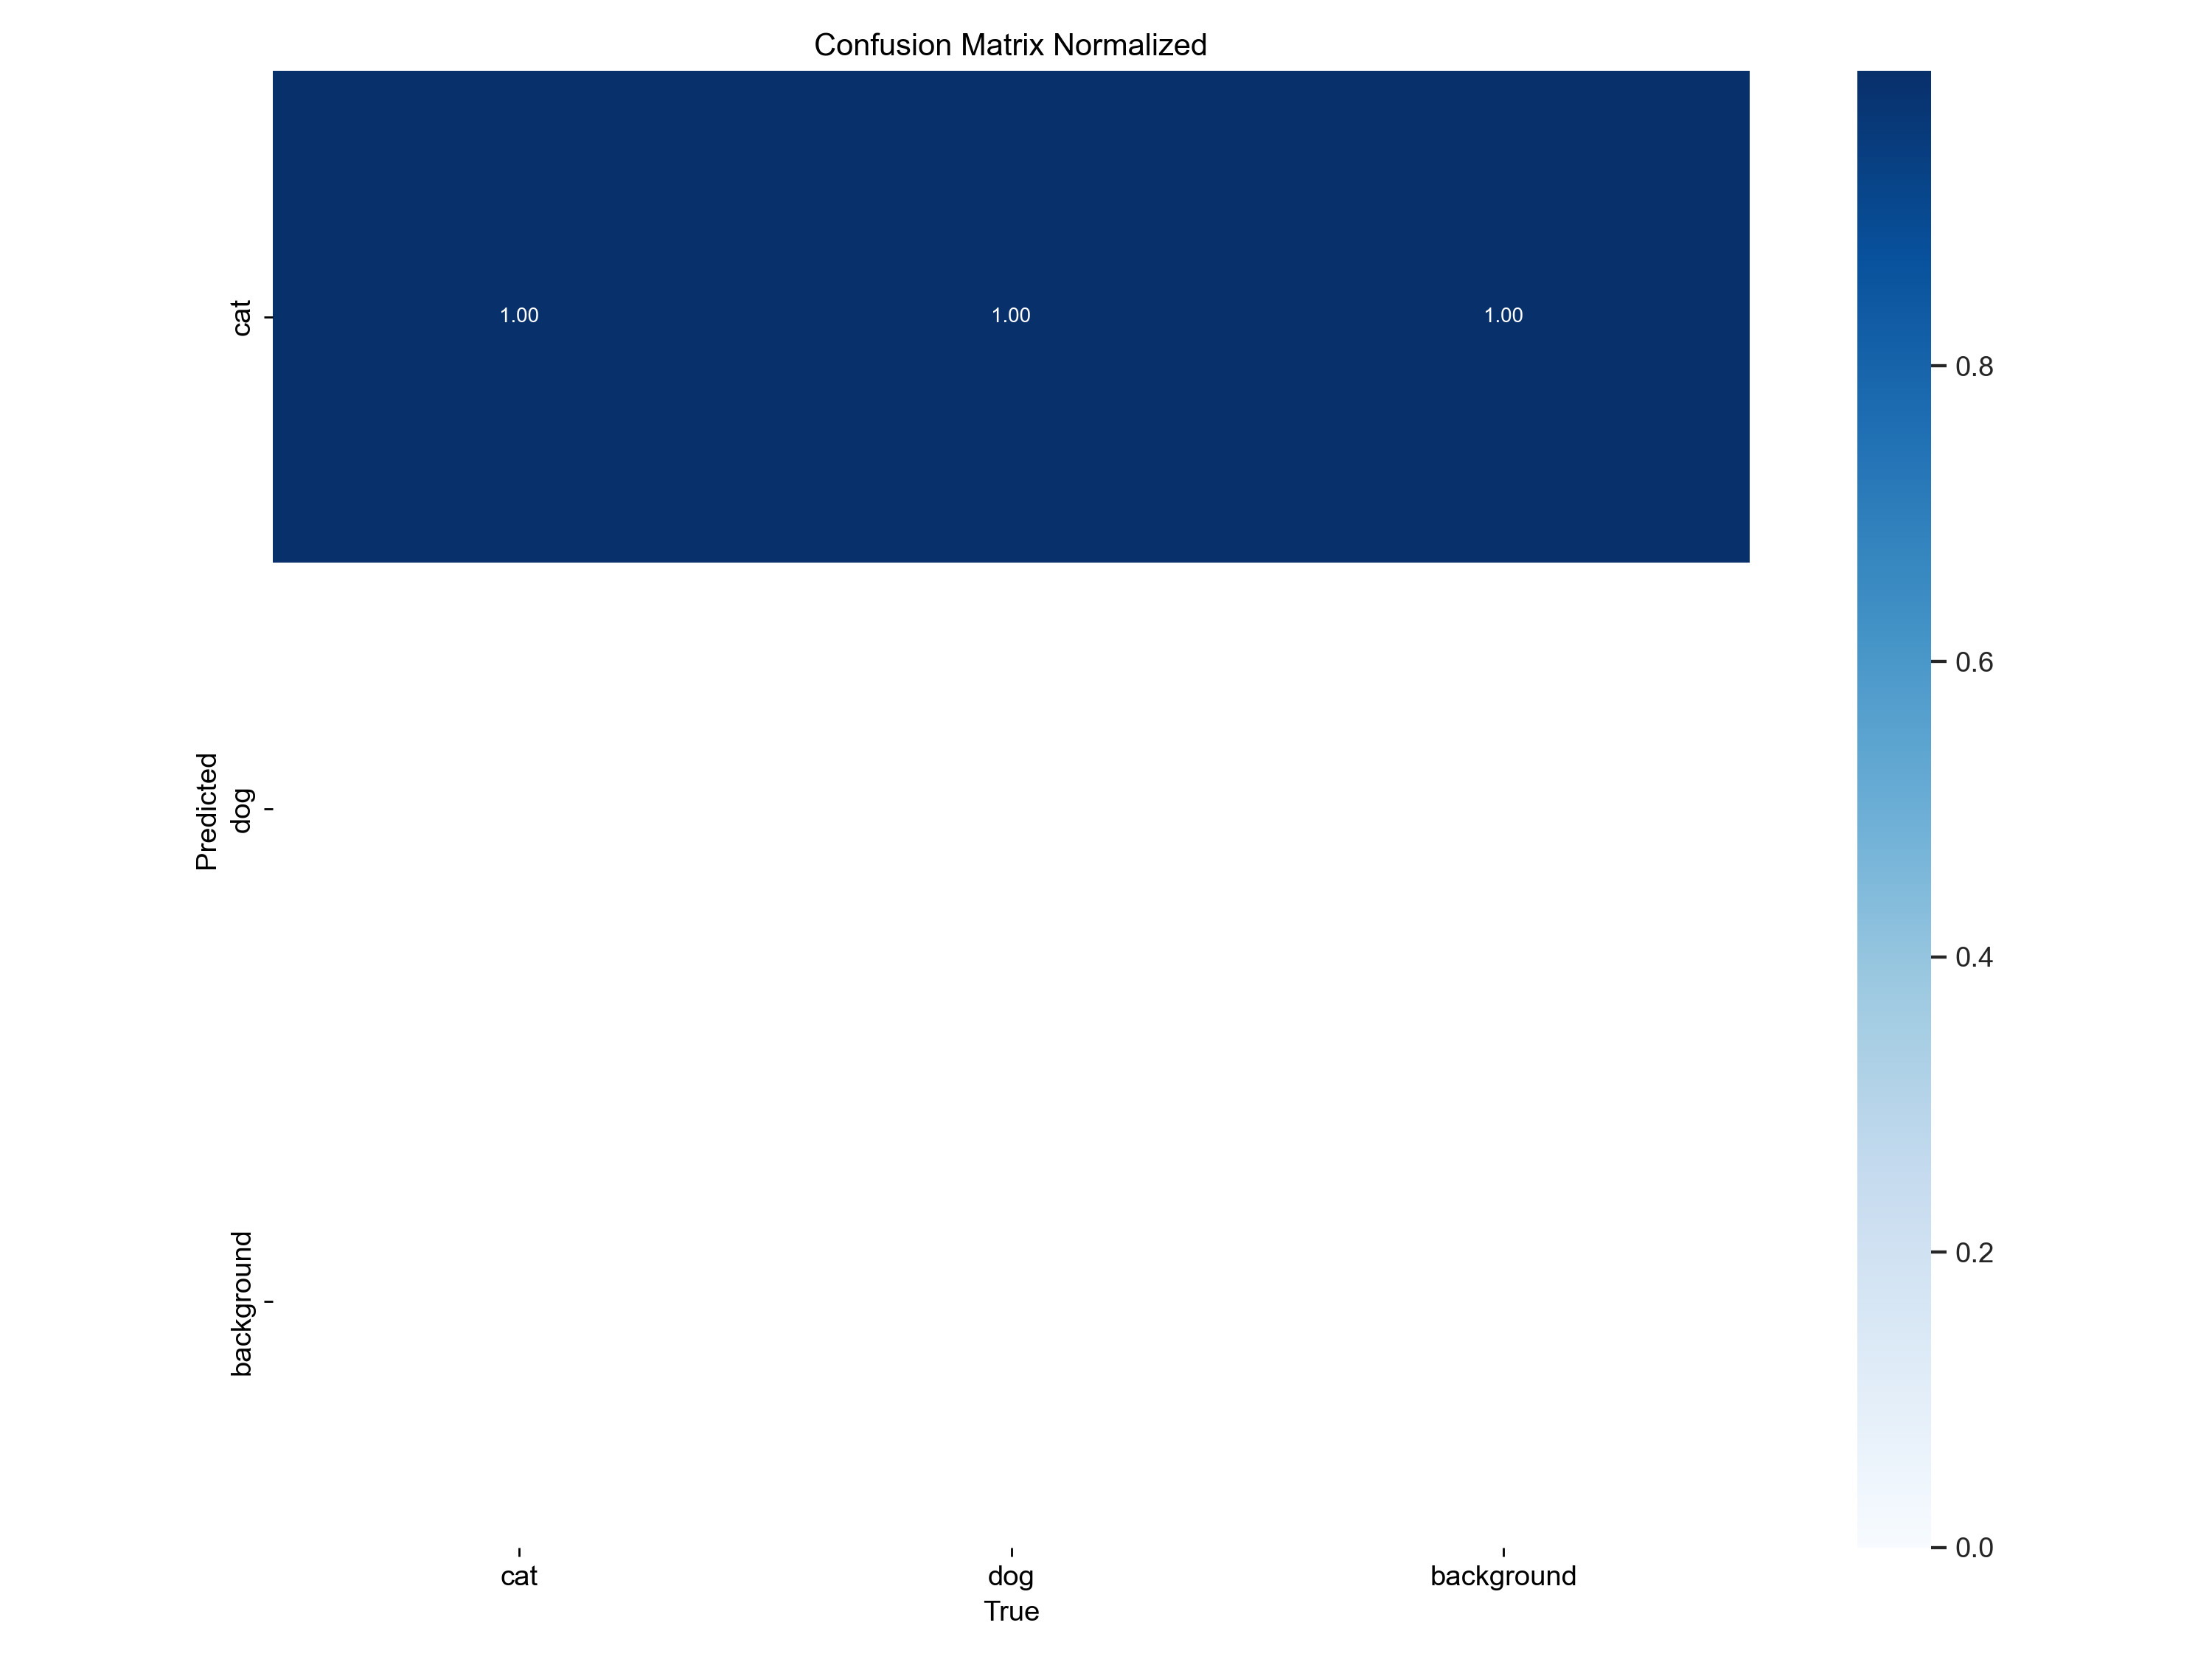 Confusion Matrix Normalized
cat
1.00 1.00 1.00
0.8
0.6
Predicted
dog
0.4
background
0.2
0.0
cat dog background
True